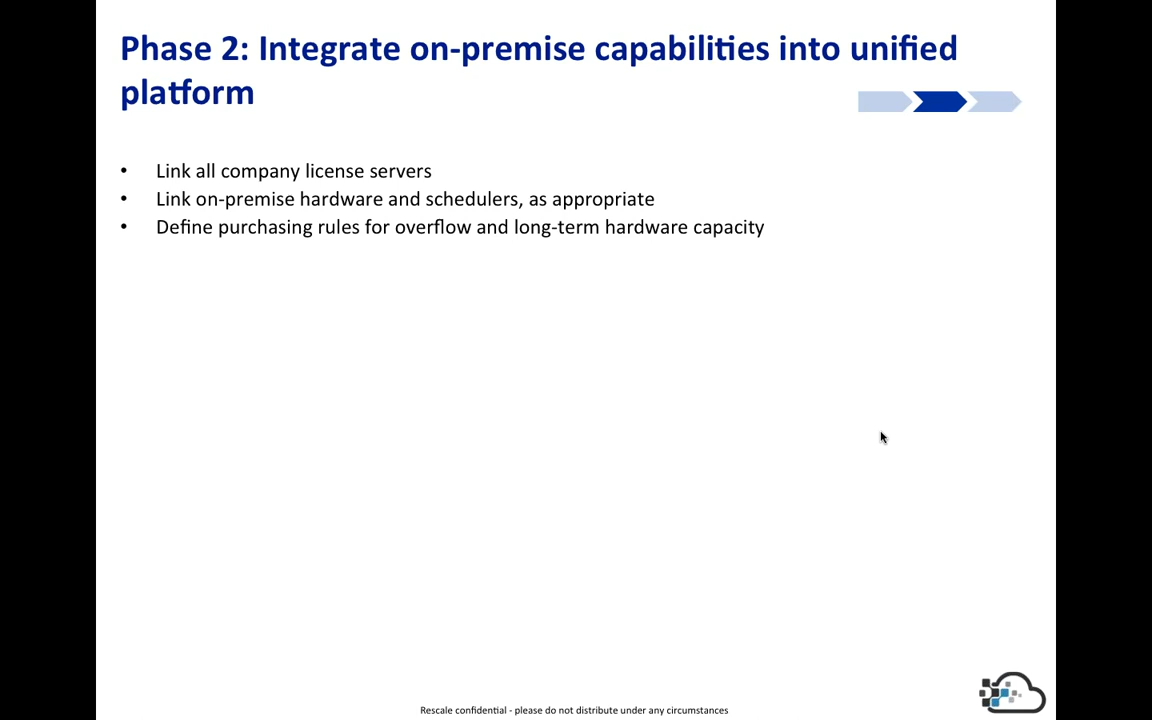 Phase 2: Integrate on-premise capabilities into unified
platform
• Link all company license servers
• Link on-premise hardware and schedulers, as appropriate
• Define purchasing rules for overflow and long-term hardware capacity
Rescale confidential - please do not distribute under any circumstances